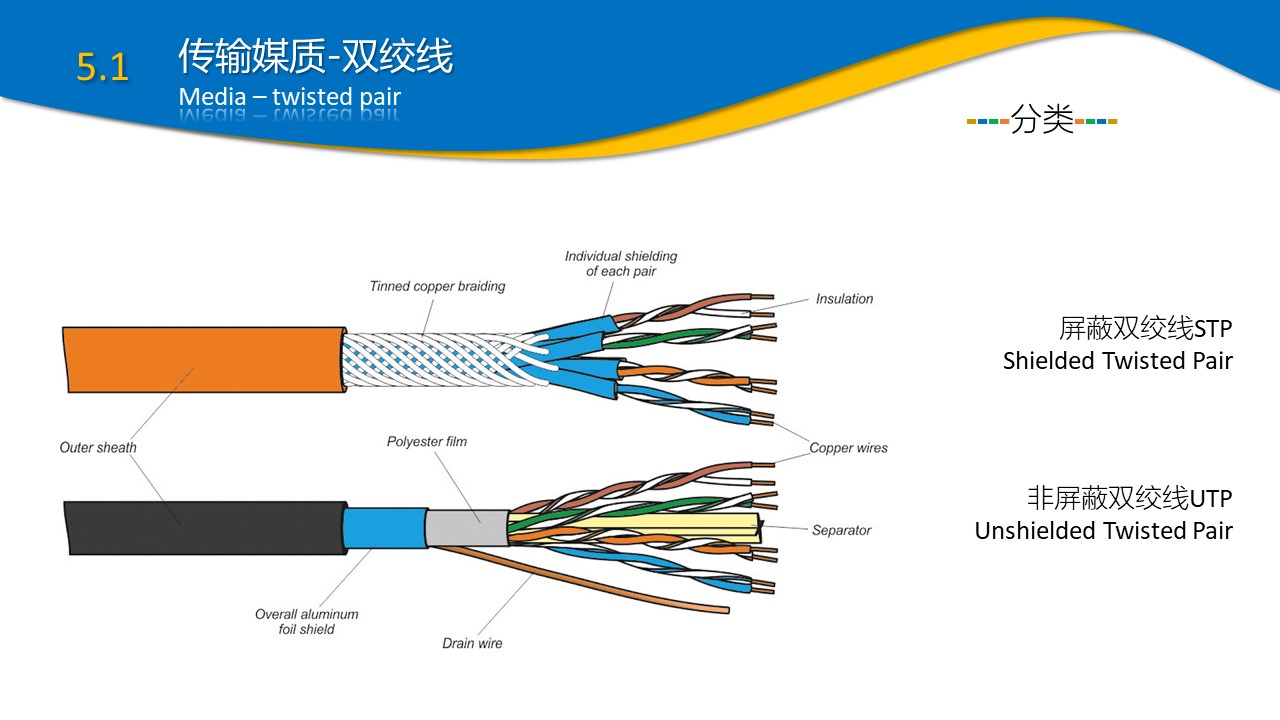 5.1
传输媒质-双绞线
Media – twisted pair
分类
Individual shielding
of each pair
Tinned copper braiding
Insulation
屏蔽双绞线STP
Shielded Twisted Pair
Outer sheath
Polyester film
Copper wires
非屏蔽双绞线UTP
Unshielded Twisted Pair
Separator
Overall aluminum
foil shield
Drain wire